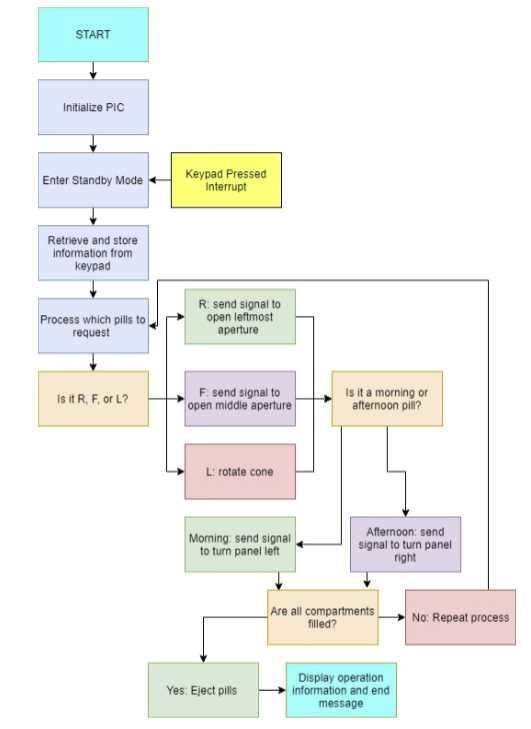 START
Initialize PIC
Enter Standby Mode
Keypad Pressed
Interrupt
Retrieve and store
information from
keypad
Process which pills to
request
R: send signal to
open leftmost
aperture
Is it R, F, or L?
F: send signal to
open middle aperture
Is it a morning or
afternoon pill?
L: rotate cone
Morning: send signal
to turn panel left
Afternoon: send
signal to turn panel
right
Are all compartments
filled?
No: Repeat process
Yes: Eject pills
Display operation
information and end
message